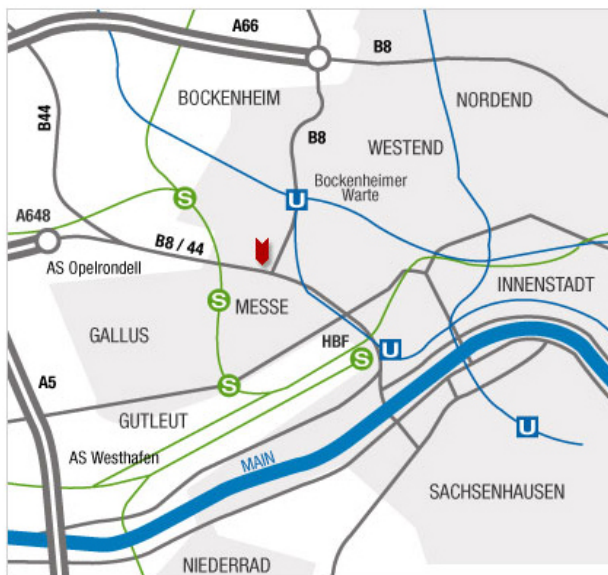 A66
B8
BOCKENHEIM
NORDEND
B44
B8
WESTEND
Bockenheimer
Warte
U
S
A648
B8 / 44
AS Opelrondell
INNENSTADT
S
MESSE
GALLUS
HBF
U
S
A5
S
GUTLEUT
U
AS Westhafen
MAIN
SACHSENHAUSEN
NIEDERRAD